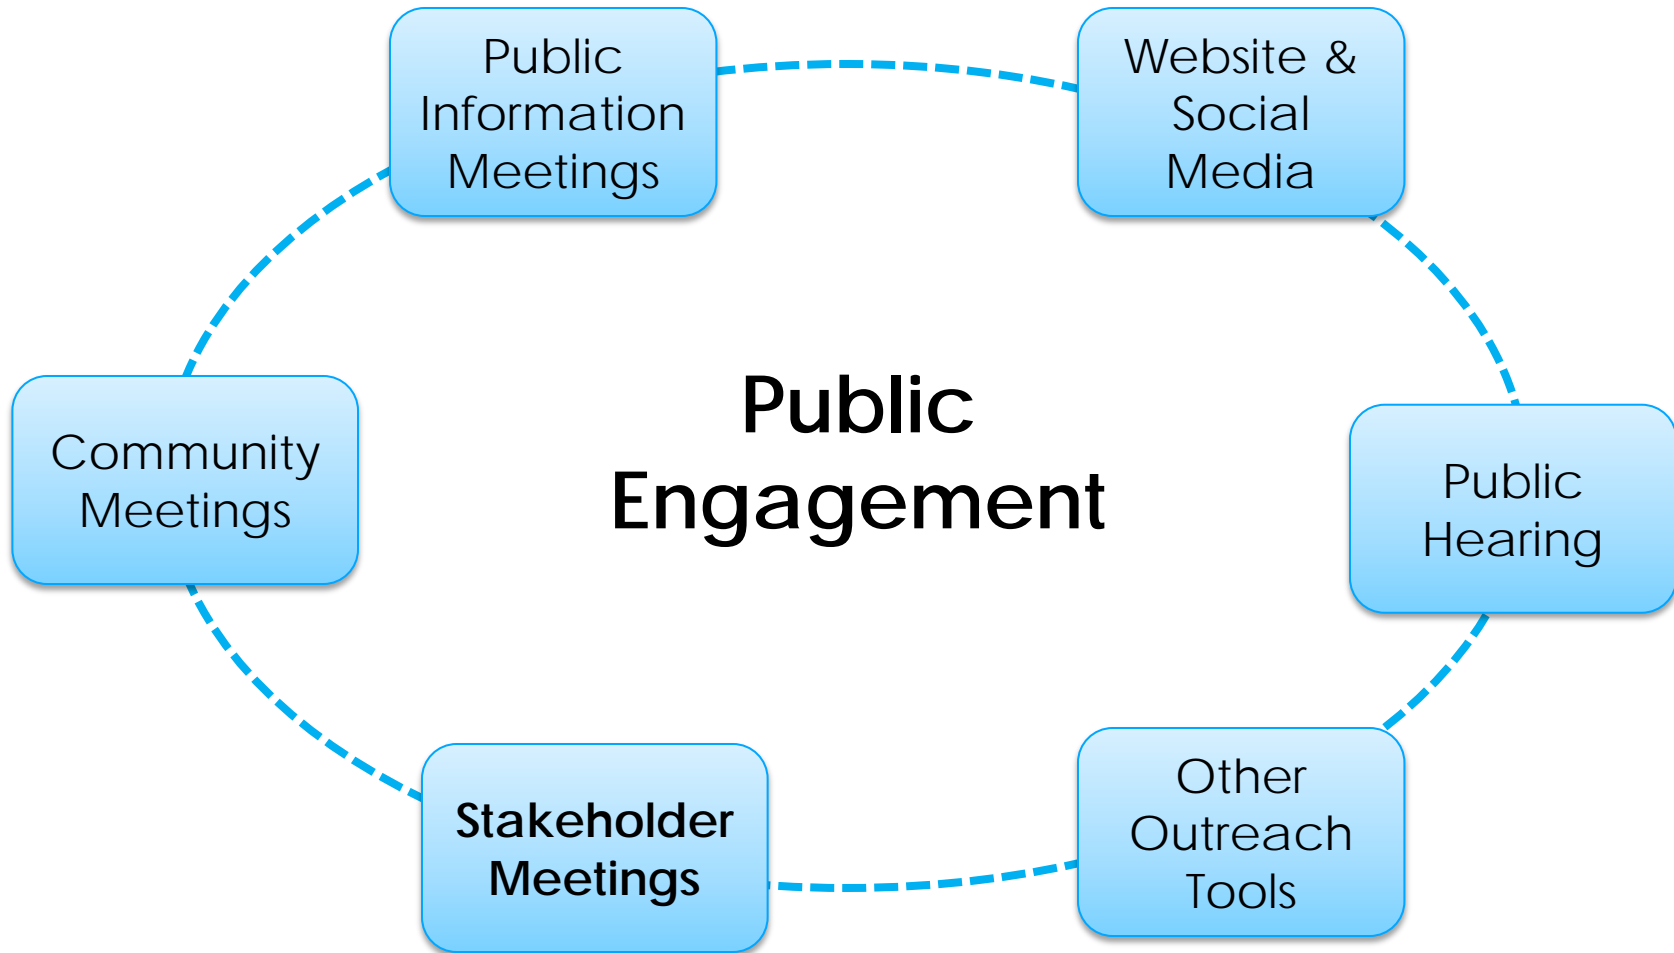 Public
Information
Meetings
Website &
Social
Media
Community
Meetings
Public
Engagement
Public
Hearing
Stakeholder
Meetings
Other
Outreach
Tools